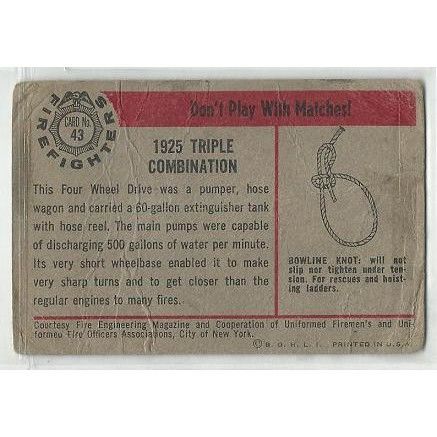 FIREFIGHTERS
CARD No.
43
Don't Play With Matches!
1925 TRIPLE
COMBINATION
This Four Wheel Drive was a pumper, hose
wagon and carried a 60-gallon extinguisher tank
with hose reel. The main pumps were capable
of discharging 500 gallons of water per minute.
Its very short wheelbase enabled it to make
very sharp turns and to get closer than the
regular engines to many fires.
BOWLINE KNOT: will not
slip nor tighten under ten-
sion. For rescues and hoist-
ing ladders.
Courtesy Fire Engineering Magazine and Cooperation of Uniformed Firemen's and Uni-
formed Fire Officers Associations, City of New York.
© B. O. H. L. I. PRINTED IN U.S.A.